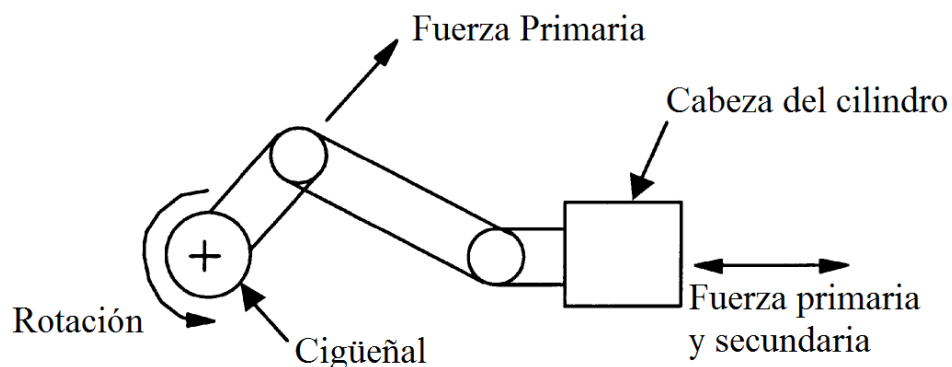 Fuerza Primaria
Cabeza del cilindro
Rotación
Cigüeñal
Fuerza primaria
y secundaria